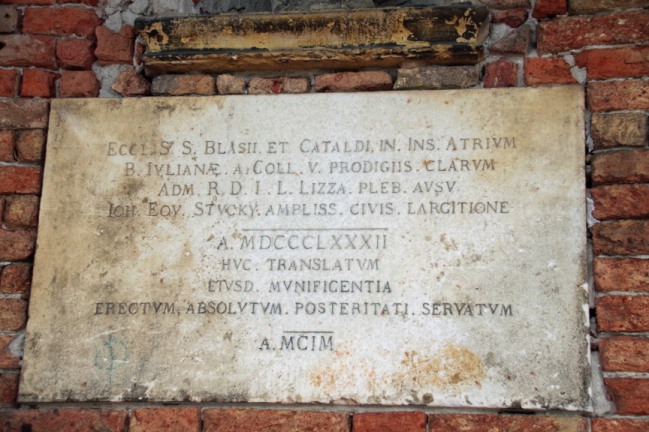 ECCL. S S. BLASII. ET CATALDI. IN. INS. ATRIVM
B. IVLIANÆ. A. COLL. V. PRODIGIIS. CLARVM
ADM. R. D. I. L. LIZZA. PLEB. AVSV
IOH. EQV. STVCKY. AMPLISS. CIVIS. LARGITIONE
A. MDCCCLXXXII
HVC. TRANSLATVM
EIVSD. MVNIFICENTIA
ERECTVM. ABSOLVTVM. POSTERITATI. SERVATVM
A. MCIM